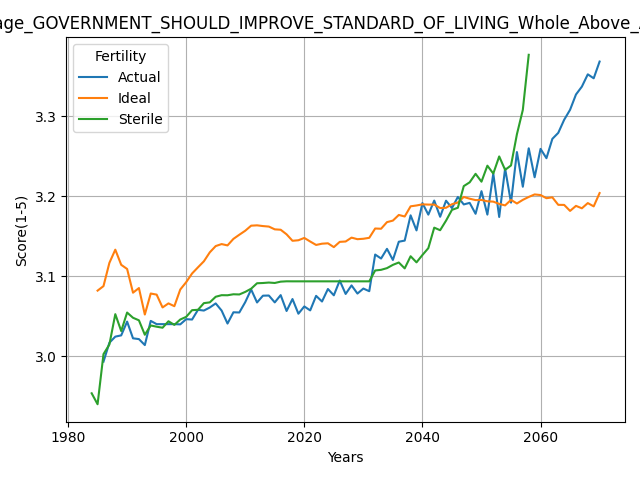 age_GOVERNMENT_SHOULD_IMPROVE_STANDARD_OF_LIVING_Whole_Above_
Fertility
Actual
Ideal
Sterile
Score(1-5)
3.3
3.2
3.1
3.0
1980 2000 2020 2040 2060
Years